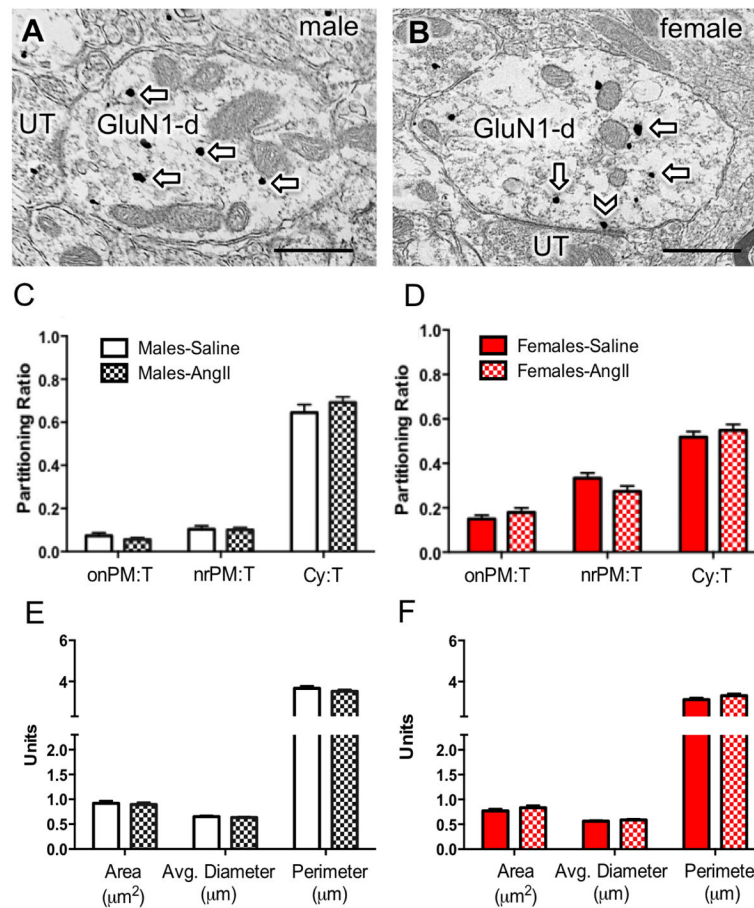 A male
UT GluN1-d
B female
GluN1-d
UT
C
Partitioning Ratio
1.0
0.8
0.6
0.4
0.2
0.0
Males-Saline
Males-AngII
onPM:T nrPM:T Cy:T
D
Partitioning Ratio
1.0
0.8
0.6
0.4
0.2
0.0
Females-Saline
Females-AngII
onPM:T nrPM:T Cy:T
E
Units
6
4
2.0
1.5
1.0
0.5
0.0
Area Avg. Diameter Perimeter
(μm²) (μm) (μm)
F
6
4
2.0
1.5
1.0
0.5
0.0
Area Avg. Diameter Perimeter
(μm²) (μm) (μm)